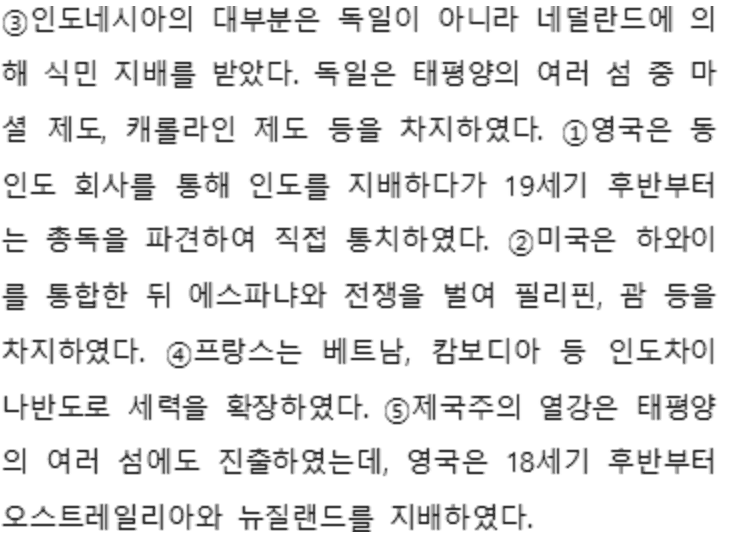 ③인도네시아의 대부분은 독일이 아니라 네덜란드에 의
해 식민 지배를 받았다. 독일은 태평양의 여러 섬 중 마
셜 제도, 캐롤라인 제도 등을 차지하였다. ①영국은 동
인도 회사를 통해 인도를 지배하다가 19세기 후반부터
는 총독을 파견하여 직접 통치하였다. ②미국은 하와이
를 통합한 뒤 에스파냐와 전쟁을 벌여 필리핀, 괌 등을
차지하였다. ④프랑스는 베트남, 캄보디아 등 인도차이
나반도로 세력을 확장하였다. ⑤제국주의 열강은 태평양
의 여러 섬에도 진출하였는데, 영국은 18세기 후반부터
오스트레일리아와 뉴질랜드를 지배하였다.